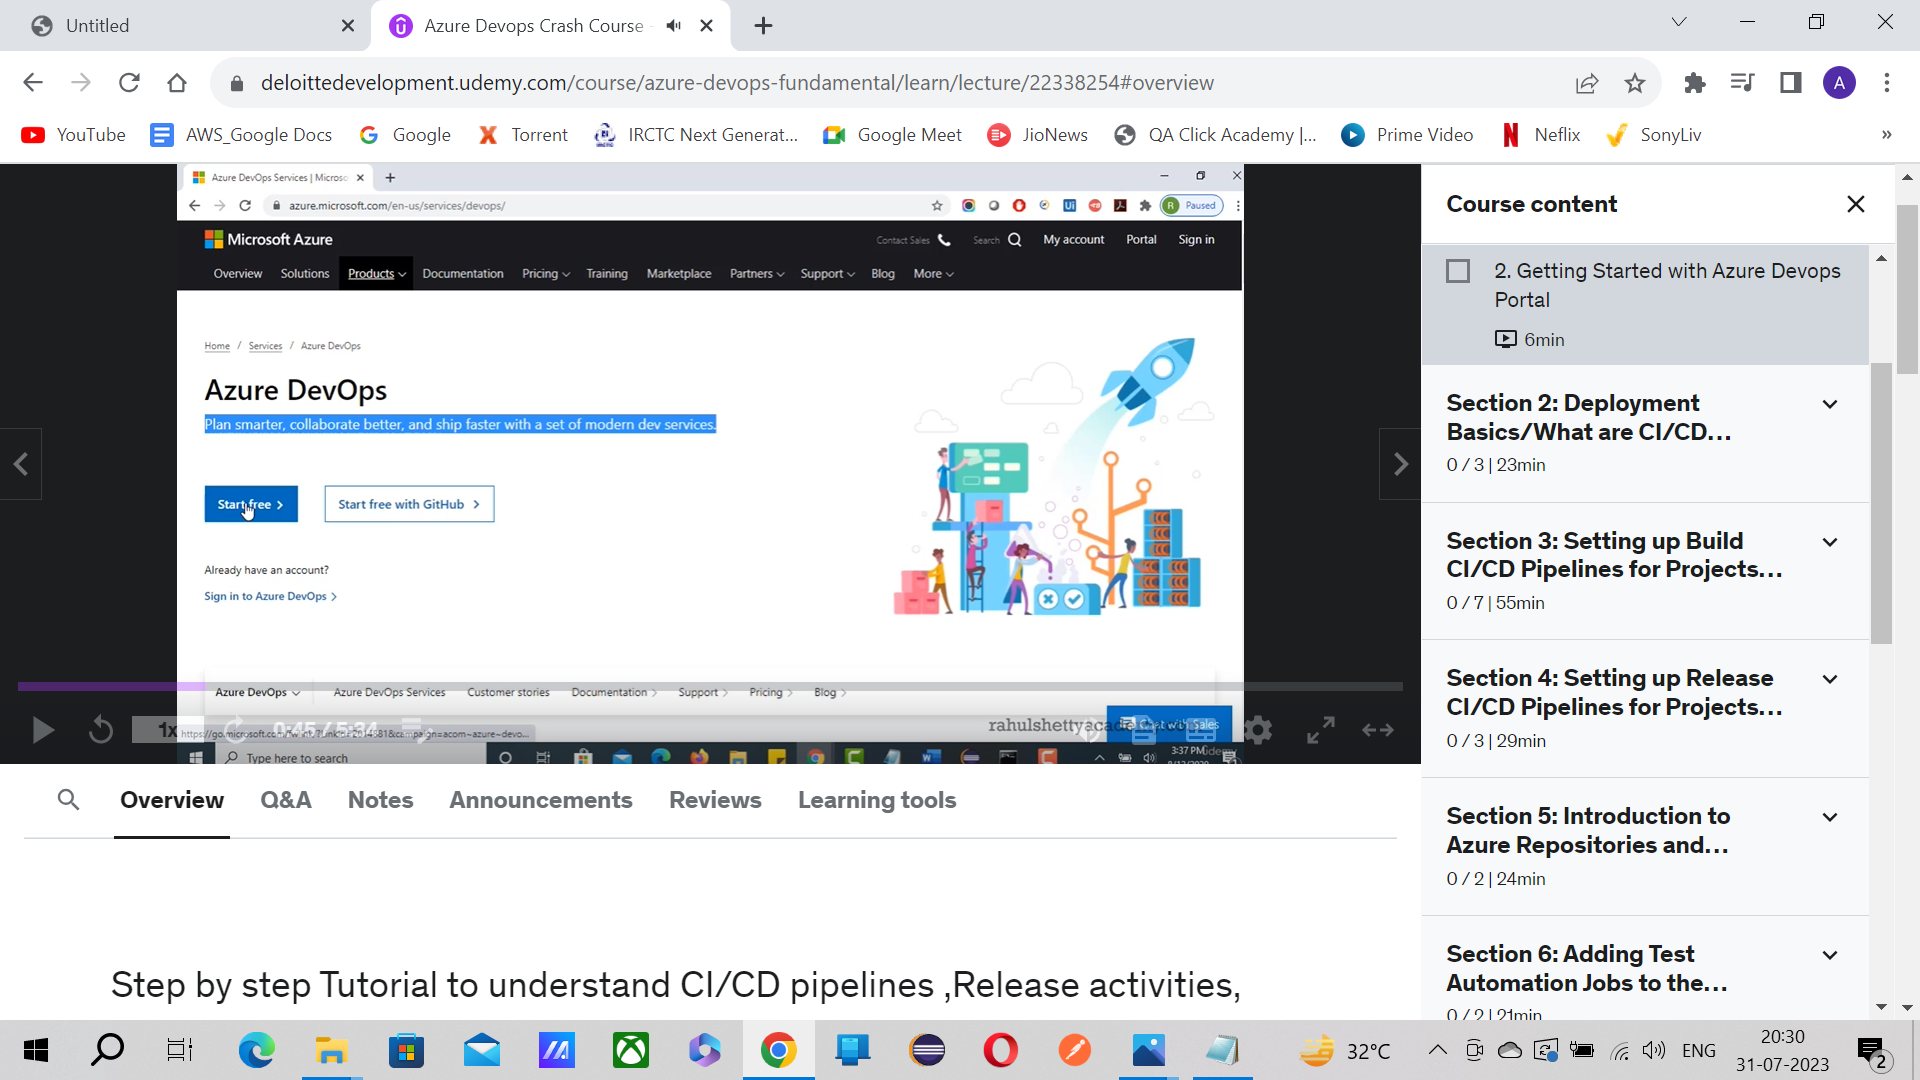 Untitled
Azure Devops Crash Course
deloittedevelopment.udemy.com/course/azure-devops-fundamental/learn/lecture/22338254#overview
A
YouTube
AWS_Google Docs
Google
Torrent
IRCTC Next Generat...
Google Meet
JioNews
QA Click Academy |...
Prime Video
Neflix
SonyLiv
»
Azure DevOps Services | Microso
azure.microsoft.com/en-us/services/devops/
R Paused
Microsoft Azure
Contact Sales
Search
My account
Portal
Sign in
Overview
Solutions
Products
Documentation
Pricing
Training
Marketplace
Partners
Support
Blog
More
Home / Services / Azure DevOps
Azure DevOps
Plan smarter, collaborate better, and ship faster with a set of modern dev services.
Start free >
Start free with GitHub >
Already have an account?
Sign in to Azure DevOps >
Azure DevOps
Azure DevOps Services
Customer stories
Documentation
Support
Pricing
Blog
1x
0:45 / 5:34
Chat with Sales
Type here to search
3:37 PM
Course content
2. Getting Started with Azure Devops
Portal
6min
Section 2: Deployment
Basics/What are CI/CD...
0 / 3 | 23min
Section 3: Setting up Build
CI/CD Pipelines for Projects...
0 / 7 | 55min
Section 4: Setting up Release
CI/CD Pipelines for Projects...
0 / 3 | 29min
Section 5: Introduction to
Azure Repositories and...
0 / 2 | 24min
Section 6: Adding Test
Automation Jobs to the...
0 / 2 | 21min
Overview
Q&A
Notes
Announcements
Reviews
Learning tools
Step by step Tutorial to understand CI/CD pipelines ,Release activities,
32°C
ENG
20:30
31-07-2023
2